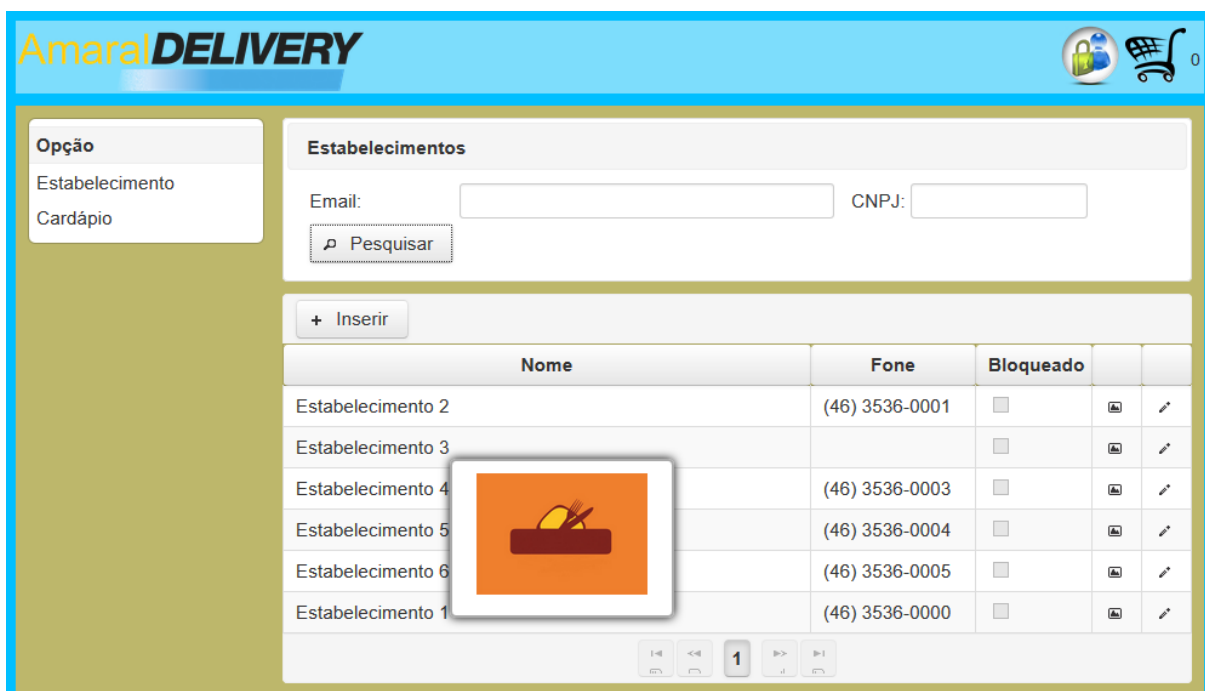 AmaralDELIVERY
0
Opção
Estabelecimento
Cardápio
Estabelecimentos
Email:
CNPJ:
Pesquisar
+ Inserir
Nome Fone Bloqueado
Estabelecimento 2 (46) 3536-0001
Estabelecimento 3
Estabelecimento 4 (46) 3536-0003
Estabelecimento 5 (46) 3536-0004
Estabelecimento 6 (46) 3536-0005
Estabelecimento 1 (46) 3536-0000
1